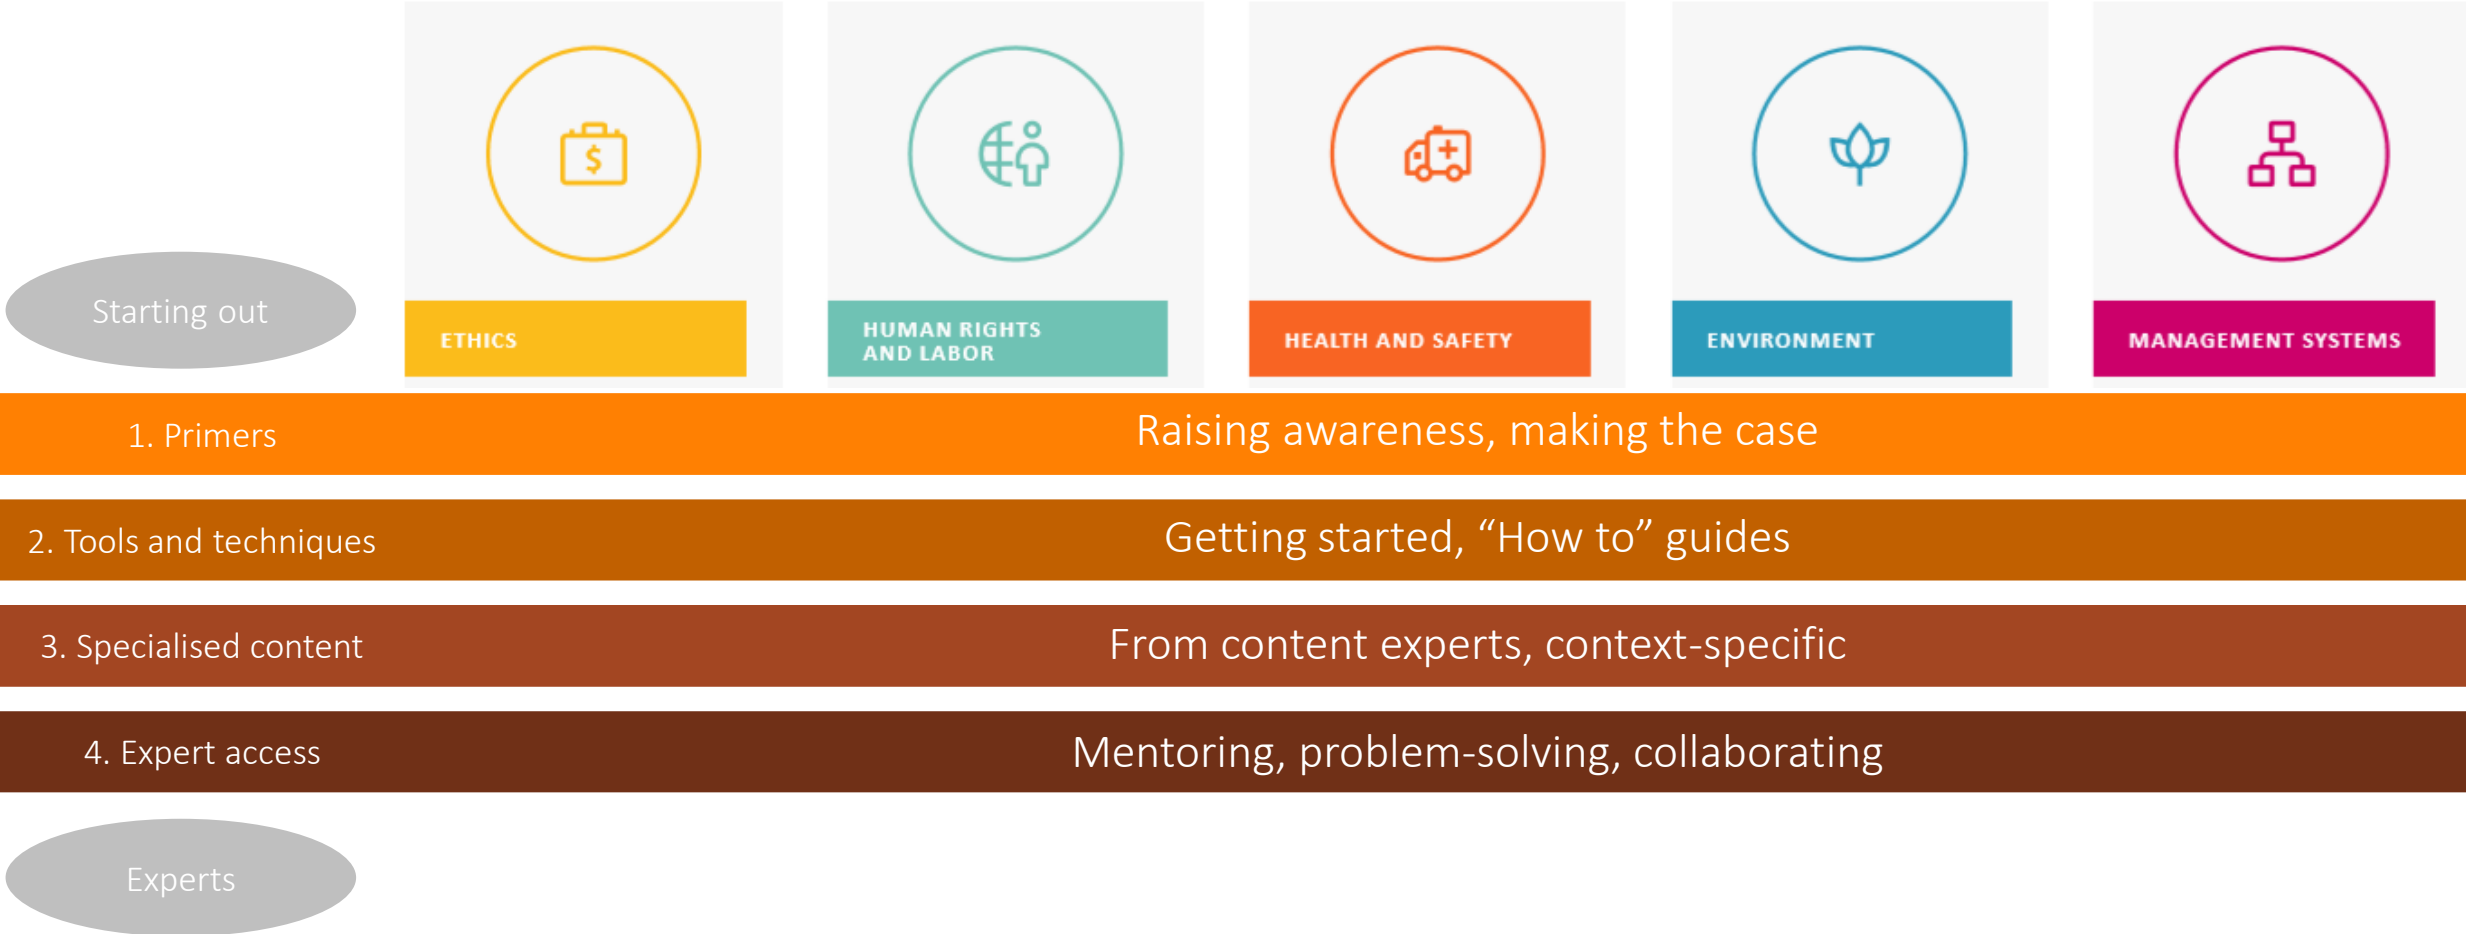 Starting out
$
ETHICS
HUMAN RIGHTS
AND LABOR
HEALTH AND SAFETY
ENVIRONMENT
MANAGEMENT SYSTEMS
1. Primers
Raising awareness, making the case
2. Tools and techniques
Getting started, “How to” guides
3. Specialised content
From content experts, context-specific
4. Expert access
Mentoring, problem-solving, collaborating
Experts